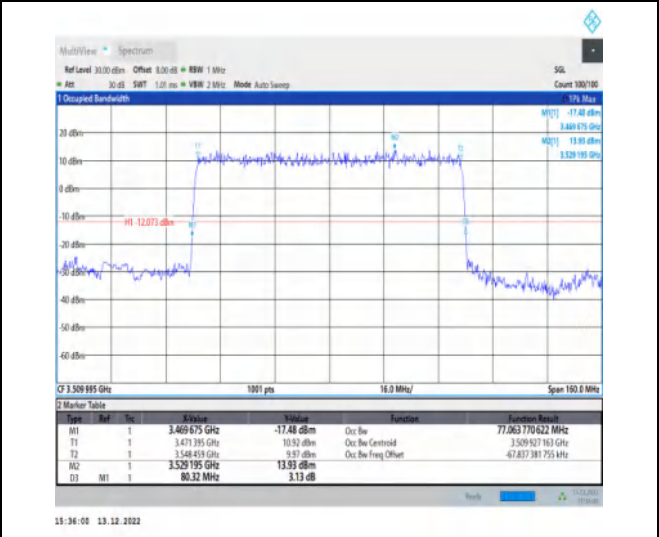 MultiView Spectrum
Ref Level 30.00 dBm Offset 8.00 dB RBW 1 MHz SGL
Att 30 dB SWT 1.01 ms VBW 2 MHz Mode Auto Sweep Count 100/100
1 Occupied Bandwidth 1Pk Max
M1[1] -17.48 dBm
3.469 675 GHz
M2[1] 13.93 dBm
3.529 195 GHz
20 dBm
10 dBm
0 dBm
-10 dBm
H1 -12.073 dBm
-20 dBm
-30 dBm
-40 dBm
-50 dBm
-60 dBm
T1
M2
T2
M1
D3
CF 3.509 995 GHz 1001 pts 16.0 MHz/ Span 160.0 MHz
2 Marker Table
Type Ref Trc X-Value Y-Value Function Function Result
M1 1 3.469 675 GHz -17.48 dBm Occ Bw 77.063 770 622 MHz
T1 1 3.471 395 GHz 10.92 dBm Occ Bw Centroid 3.509 927 163 GHz
T2 1 3.548 459 GHz 9.97 dBm Occ Bw Freq Offset -67.837 381 755 kHz
M2 1 3.529 195 GHz 13.93 dBm
D3 M1 1 80.32 MHz 3.13 dB
Ready
15:36:00 13.12.2022